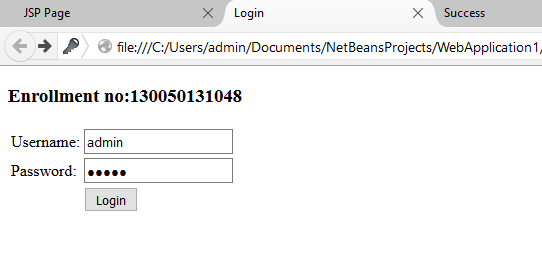 JSP Page
Login
Success
file:///C:/Users/admin/Documents/NetBeansProjects/WebApplication1/
Enrollment no:130050131048
Username: admin
Password: ●●●●●
Login